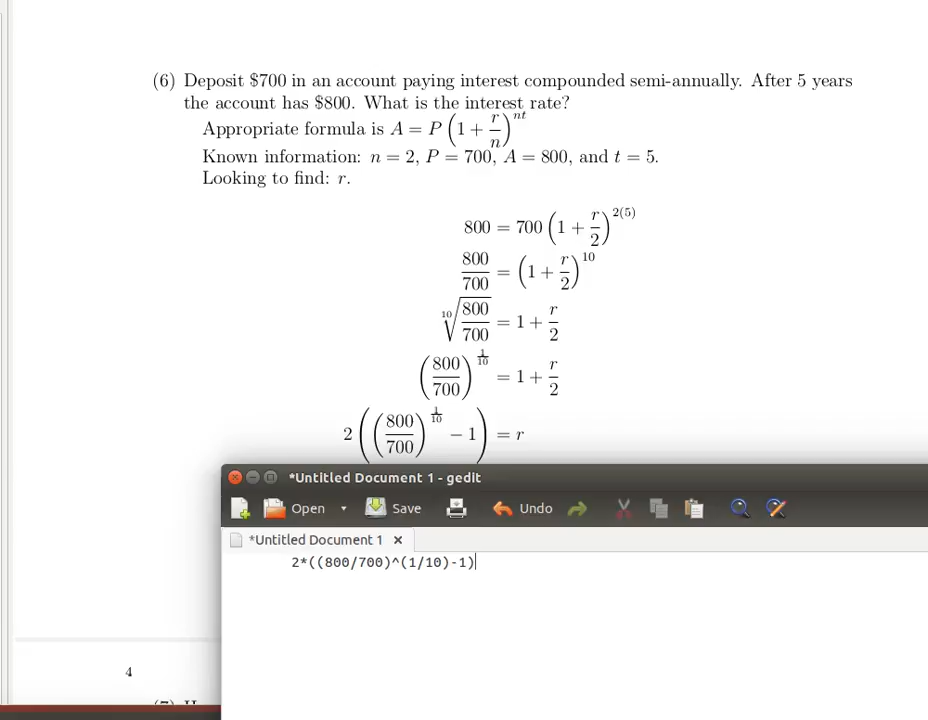 (6) Deposit $700 in an account paying interest compounded semi-annually. After 5 years
the account has $800. What is the interest rate?
Appropriate formula is A = P (1 + r/n)^nt
Known information: n = 2, P = 700, A = 800, and t = 5.
Looking to find: r.
800 = 700 (1 + r/2)^2(5)
800/700 = (1 + r/2)^10
¹⁰√(800/700) = 1 + r/2
(800/700)^(1/10) = 1 + r/2
2 ((800/700)^(1/10) − 1) = r
*Untitled Document 1 - gedit
Open Save Undo
*Untitled Document 1 ×
2*((800/700)^(1/10)-1)
4